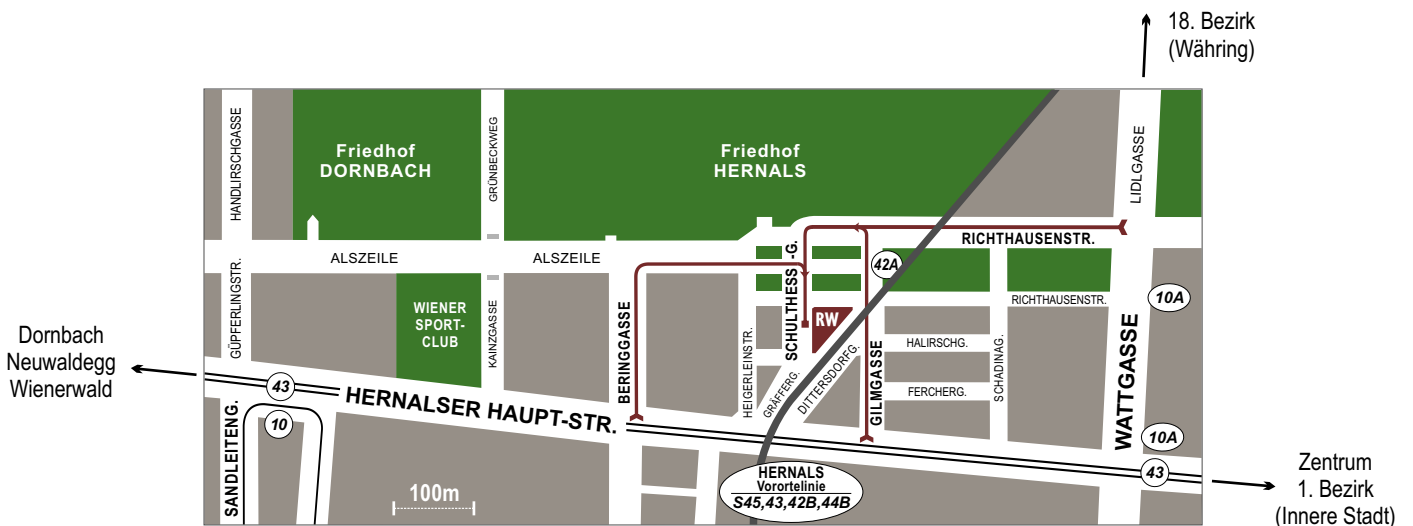 18. Bezirk
(Währing)
HANDLIRSCHGASSE
Friedhof
DORNBACH
GRÜNBECKWEG
Friedhof
HERNALS
LIDLGASSE
ALSZEILE
ALSZEILE
SCHULTHESS -G.
RICHTHAUSENSTR.
42A
GÜPFERLINGSTR.
WIENER
SPORT-
CLUB
KAINZGASSE
BERINGGASSE
HEIGERLEINSTR.
RW
RICHTHAUSENSTR.
10A
HALIRSCHG.
FERCHERG.
SCHADINAG.
WATTGASSE
GRÄFFERG.
DITTERSDORFG.
GILMGASSE
Dornbach
Neuwaldegg
Wienerwald
43
HERNALSER HAUPT-STR.
10
SANDLEITENG.
10A
43
100m
HERNALS
Vorortelinie
S45,43,42B,44B
Zentrum
1. Bezirk
(Innere Stadt)